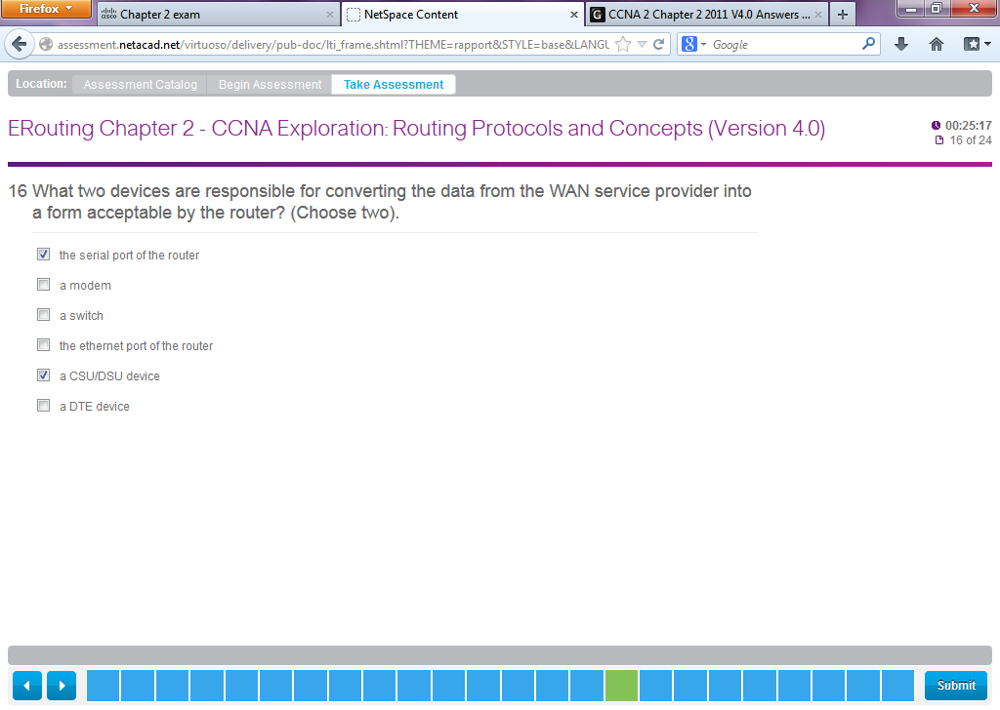 Firefox
cisco Chapter 2 exam
NetSpace Content
G CCNA 2 Chapter 2 2011 V4.0 Answers ...
assessment.netacad.net/virtuoso/delivery/pub-doc/lti_frame.shtml?THEME=rapport&STYLE=base&LANGU
8 Google
Location: Assessment Catalog Begin Assessment Take Assessment
ERouting Chapter 2 - CCNA Exploration: Routing Protocols and Concepts (Version 4.0)
00:25:17
16 of 24
16 What two devices are responsible for converting the data from the WAN service provider into
a form acceptable by the router? (Choose two).
the serial port of the router
a modem
a switch
the ethernet port of the router
a CSU/DSU device
a DTE device
Submit